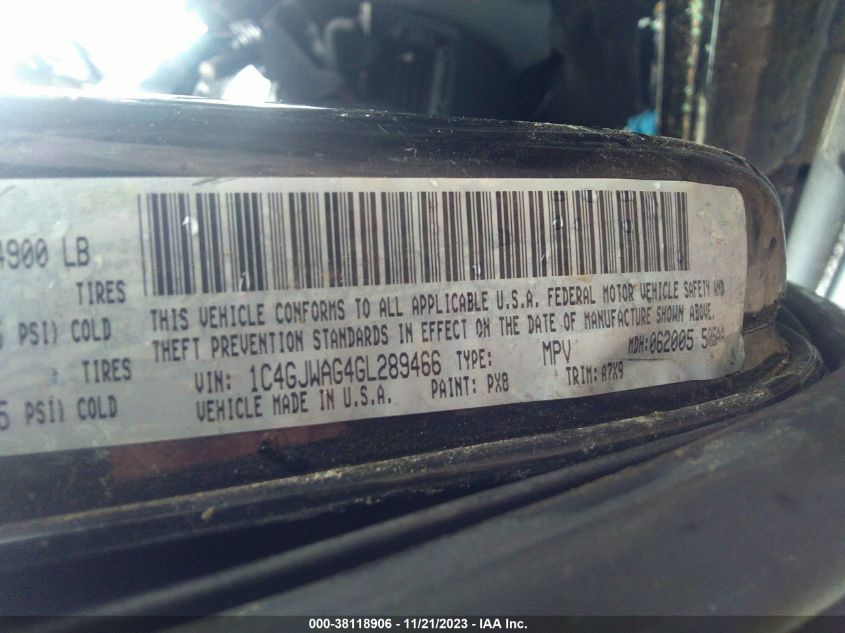 4900 LB
TIRES
PSI) COLD
TIRES
5 PSI) COLD
THIS VEHICLE CONFORMS TO ALL APPLICABLE U.S.A. FEDERAL MOTOR VEHICLE SAFETY AND
THEFT PREVENTION STANDARDS IN EFFECT ON THE DATE OF MANUFACTURE SHOWN ABOVE.
VIN: 1C4GJWAG4GL289466 TYPE: MPV MDH:062005
VEHICLE MADE IN U.S.A. PAINT: PX8 TRIM: A7X9
000-38118906 - 11/21/2023 - IAA Inc.